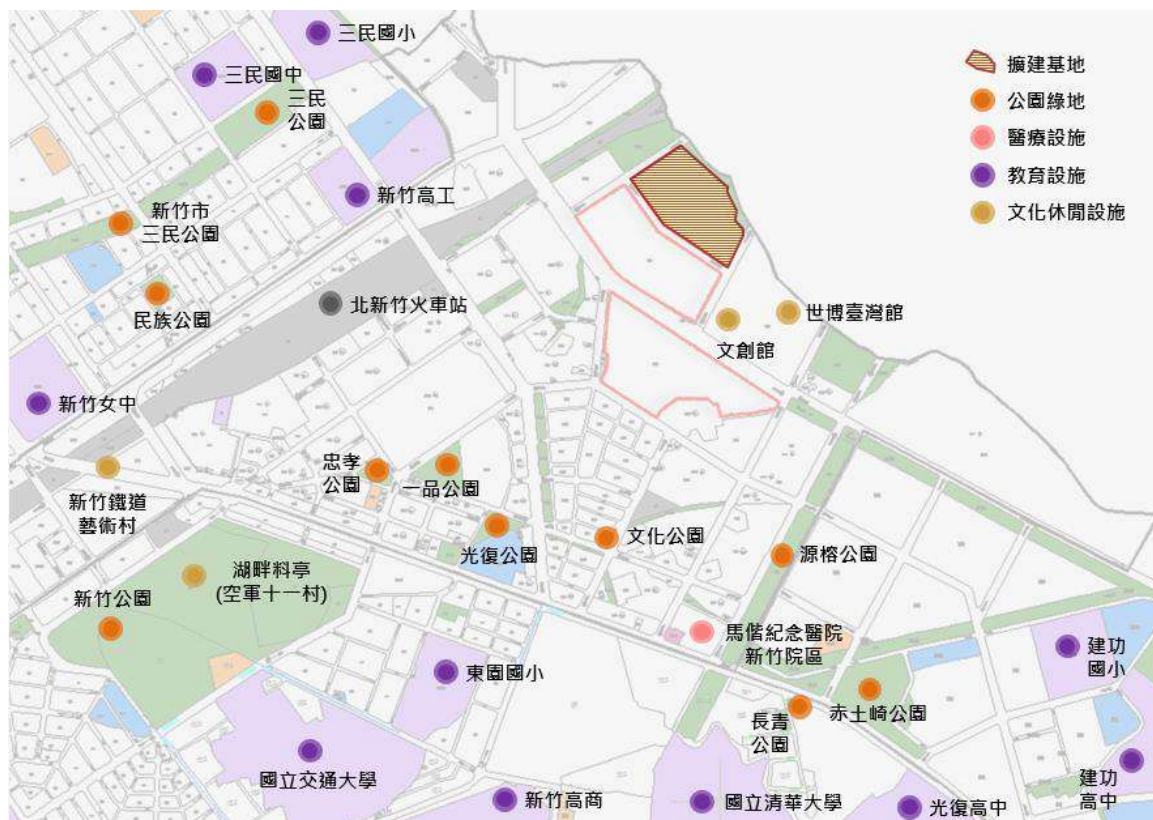 三民國小
三民國中
三民
公園
新竹高工
新竹市
三民公園
民族公園
北新竹火車站
新竹女中
擴建基地
公園綠地
醫療設施
教育設施
文化休閒設施
世博臺灣館
文創館
忠孝
公園
一品公園
新竹鐵道
藝術村
光復公園
文化公園
源榕公園
湖畔料亭
(空軍十一村)
新竹公園
馬偕紀念醫院
新竹院區
東園國小
建功
國小
長青
公園
赤土崎公園
國立交通大學
新竹高商
國立清華大學
光復高中
建功
高中